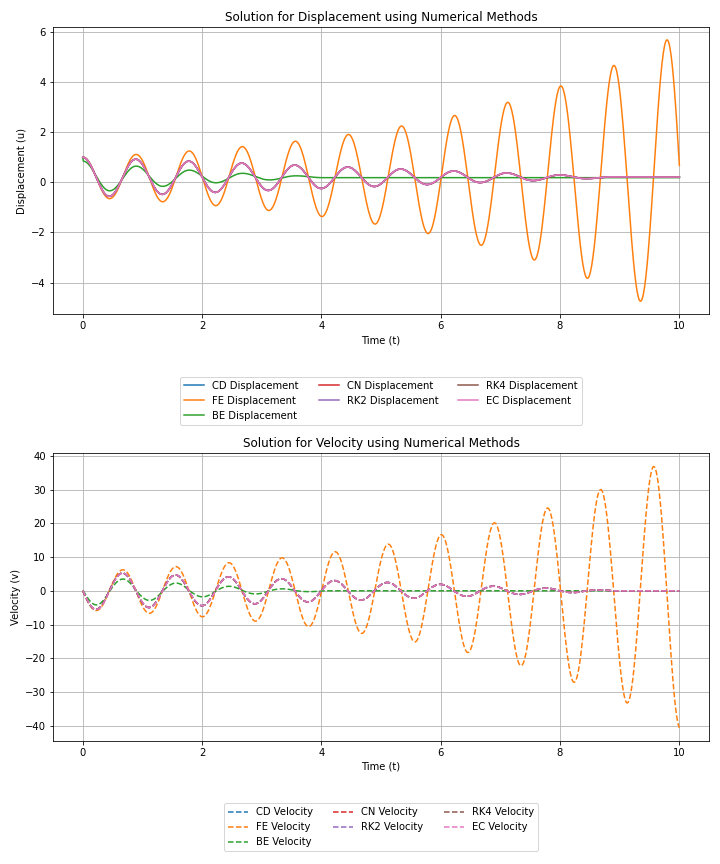 Solution for Displacement using Numerical Methods
6
4
2
0
−2
−4
Displacement (u)
0 2 4 6 8 10
Time (t)
CD Displacement CN Displacement RK4 Displacement
FE Displacement RK2 Displacement EC Displacement
BE Displacement
Solution for Velocity using Numerical Methods
40
30
20
10
0
−10
−20
−30
−40
Velocity (v)
0 2 4 6 8 10
Time (t)
CD Velocity CN Velocity RK4 Velocity
FE Velocity RK2 Velocity EC Velocity
BE Velocity